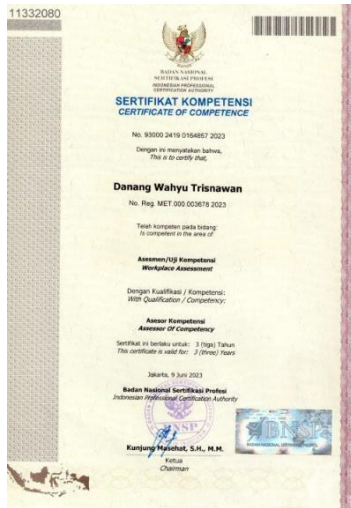 11332080
BADAN NASIONAL
SERTIFIKASI PROFESI
INDONESIAN PROFESSIONAL
CERTIFICATION AUTHORITY
SERTIFIKAT KOMPETENSI
CERTIFICATE OF COMPETENCE
No. 93000 2419 0164857 2023
Dengan ini menyatakan bahwa,
This is to certify that,
Danang Wahyu Trisnawan
No. Reg. MET 000.003678 2023
Telah kompeten pada bidang:
Is competent in the area of
Asesmen/Uji Kompetensi
Workplace Assessment
Dengan Kualifikasi / Kompetensi:
With Qualification / Competency:
Asesor Kompetensi
Assessor Of Competency
Sertifikat ini berlaku untuk: 3 (tiga) Tahun
This certificate is valid for: 3 (three) Years
Jakarta, 9 Juni 2023
Badan Nasional Sertifikasi Profesi
Indonesian Professional Certification Authority
BNSP
BNSP
Kunjung Masehat, S.H., M.M.
Ketua
Chairman